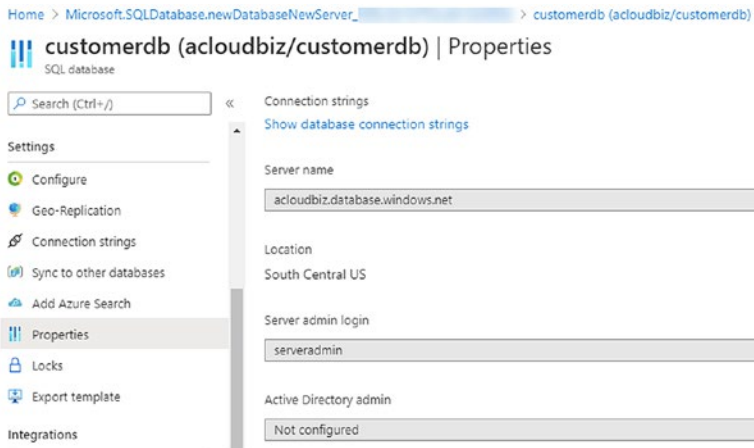 Home > Microsoft.SQLDatabase.newDatabaseNewServer_ > customerdb (acloudbiz/customerdb)
customerdb (acloudbiz/customerdb) | Properties
SQL database
Search (Ctrl+/)
«
Settings
Configure
Geo-Replication
Connection strings
Sync to other databases
Add Azure Search
Properties
Locks
Export template
Integrations
Connection strings
Show database connection strings
Server name
acloudbiz.database.windows.net
Location
South Central US
Server admin login
serveradmin
Active Directory admin
Not configured